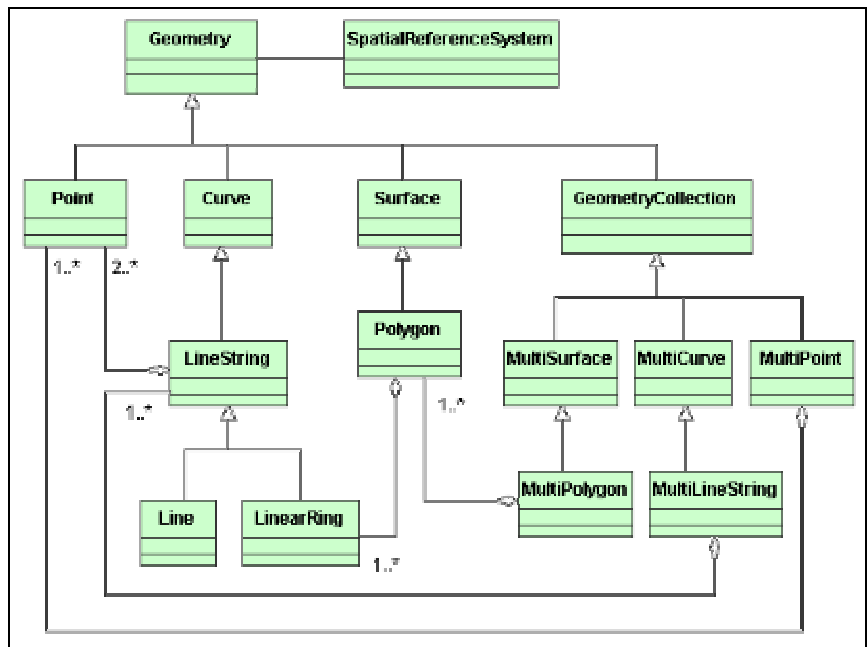 Geometry
SpatialReferenceSystem
Point
Curve
Surface
GeometryCollection
1..*
2..*
LineString
Polygon
MultiSurface
MultiCurve
MultiPoint
1..*
1..*
Line
LinearRing
MultiPolygon
MultiLineString
1..*